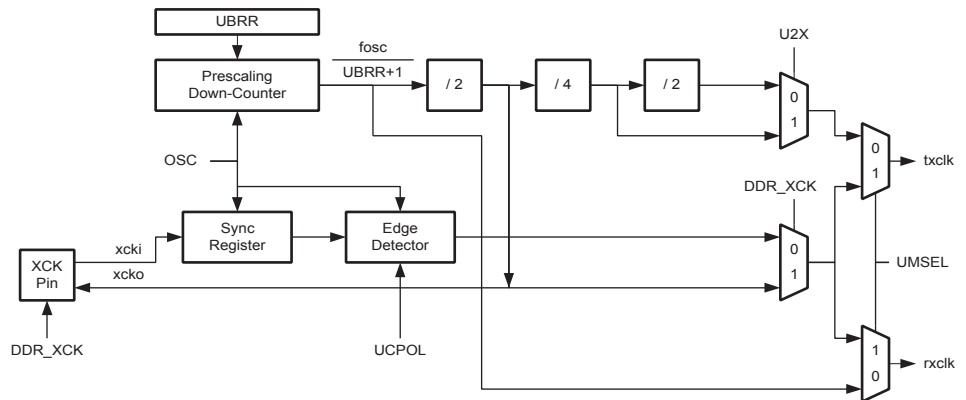 UBRR
fosc
U2X
Prescaling
Down-Counter
UBRR+1
/ 2
/ 4
/ 2
0
1
OSC
0
1
txclk
DDR_XCK
Sync
Register
Edge
Detector
xcki
0
1
XCK
Pin
xcko
UMSEL
DDR_XCK
UCPOL
1
0
rxclk